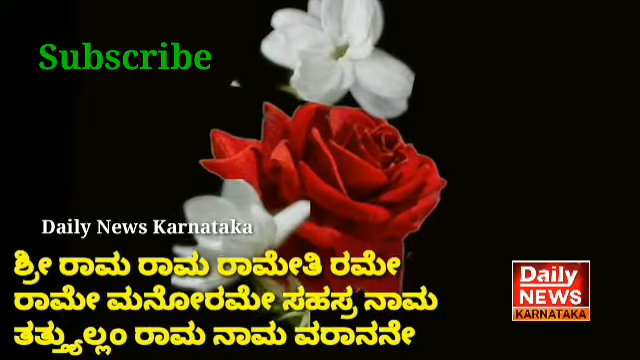 Subscribe
Daily News Karnataka
ಶ್ರೀ ರಾಮ ರಾಮ ರಾಮೇತಿ ರಮೇ
ರಾಮೇ ಮನೋರಮೇ ಸಹಸ್ರ ನಾಮ
ತತ್ತ್ಯುಲ್ಲಂ ರಾಮ ನಾಮ ವರಾನನೇ
Daily
NEWS
KARNATAKA